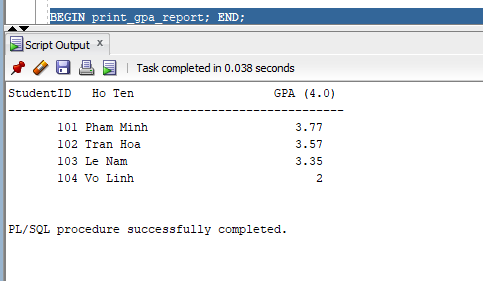 BEGIN print_gpa_report; END;
Script Output x
Task completed in 0.038 seconds
StudentID Ho Ten GPA (4.0)
------------------------------------------------
101 Pham Minh 3.77
102 Tran Hoa 3.57
103 Le Nam 3.35
104 Vo Linh 2
PL/SQL procedure successfully completed.